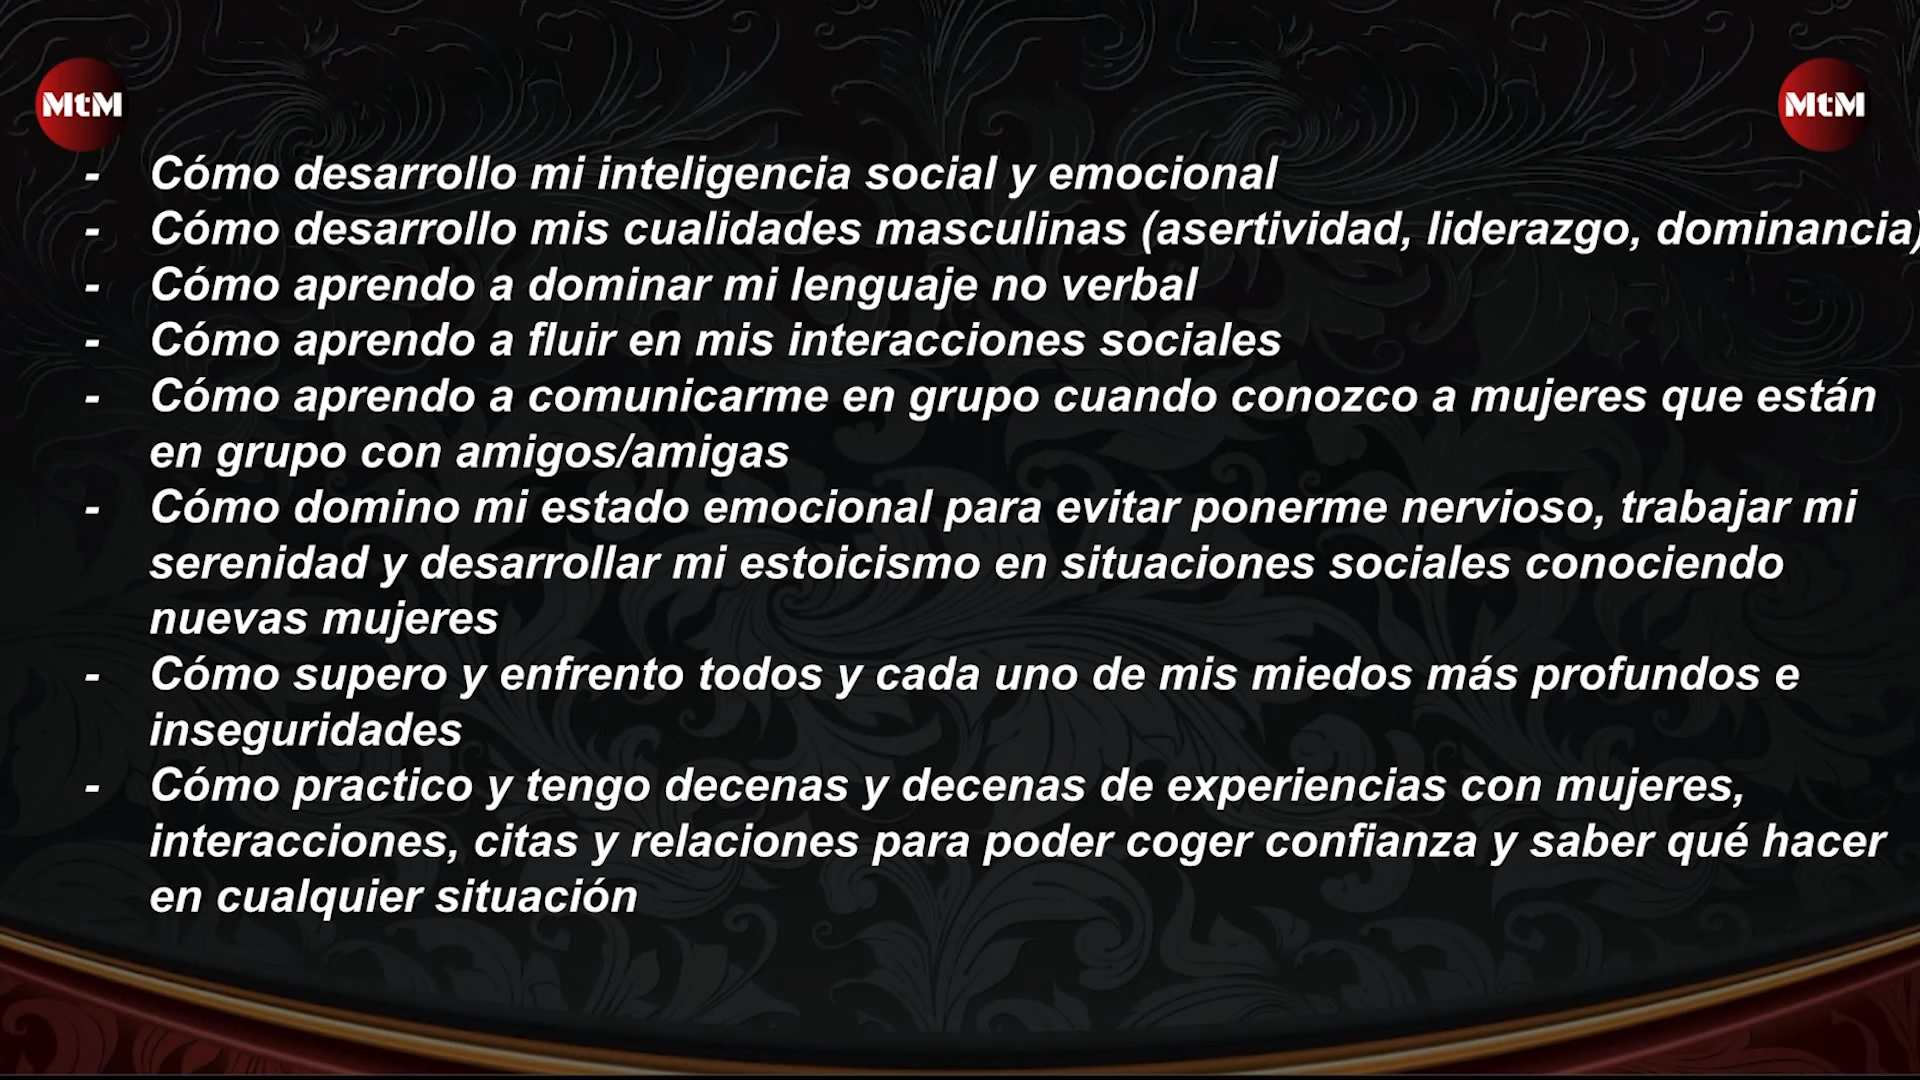 MtM
MtM
- Cómo desarrollo mi inteligencia social y emocional
- Cómo desarrollo mis cualidades masculinas (asertividad, liderazgo, dominancia)
- Cómo aprendo a dominar mi lenguaje no verbal
- Cómo aprendo a fluir en mis interacciones sociales
- Cómo aprendo a comunicarme en grupo cuando conozco a mujeres que están
en grupo con amigos/amigas
- Cómo domino mi estado emocional para evitar ponerme nervioso, trabajar mi
serenidad y desarrollar mi estoicismo en situaciones sociales conociendo
nuevas mujeres
- Cómo supero y enfrento todos y cada uno de mis miedos más profundos e
inseguridades
- Cómo practico y tengo decenas y decenas de experiencias con mujeres,
interacciones, citas y relaciones para poder coger confianza y saber qué hacer
en cualquier situación